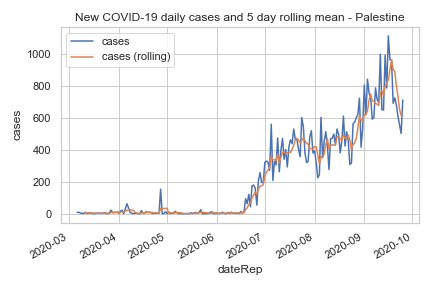 New COVID-19 daily cases and 5 day rolling mean - Palestine
cases
cases (rolling)
1000
800
600
400
200
0
cases
2020-03
2020-04
2020-05
2020-06
2020-07
2020-08
2020-09
2020-10
dateRep